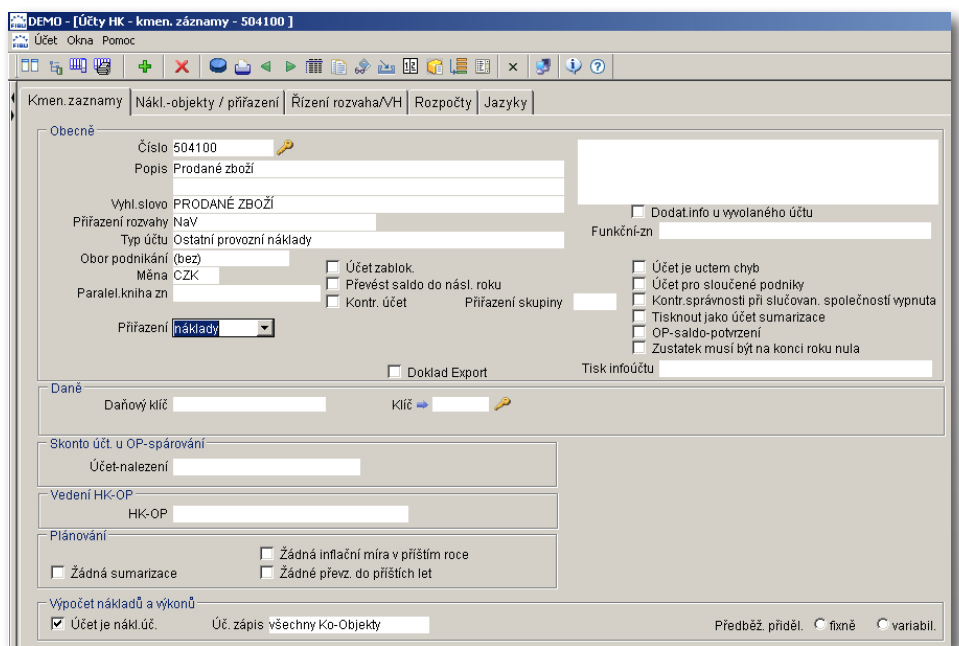 DEMO - [Účty HK - kmen. záznamy - 504100 ]
Účet Okna Pomoc
Kmen.zaznamy Nákl.-objekty / přiřazení Řízení rozvaha/VH Rozpočty Jazyky
Obecně
Číslo 504100
Popis Prodané zboží
Vyhl.slovo PRODANÉ ZBOŽÍ
Dodat.info u vyvolaného účtu
Přiřazení rozvahy NaV
Funkční-zn
Typ účtu Ostatní provozní náklady
Obor podnikání (bez)
Účet zablok.
Účet je uctem chyb
Měna CZK
Převést saldo do násl. roku
Účet pro sloučené podniky
Paralel.kniha zn
Kontr. účet Přiřazení skupiny
Kontr.správnosti při slučovan. společností vypnuta
Tisknout jako účet sumarizace
Přiřazení náklady
OP-saldo-potvrzení
Zustatek musí být na konci roku nula
Doklad Export
Tisk infoúčtu
Daně
Daňový klíč Klíč
Skonto účt. u OP-spárování
Účet-nalezení
Vedení HK-OP
HK-OP
Plánování
Žádná inflační míra v příštím roce
Žádná sumarizace Žádné převz. do příštích let
Výpočet nákladů a výkonů
Účet je nákl.úč. Úč. zápis všechny Ko-Objekty Předběž. příděl. fixně variabil.